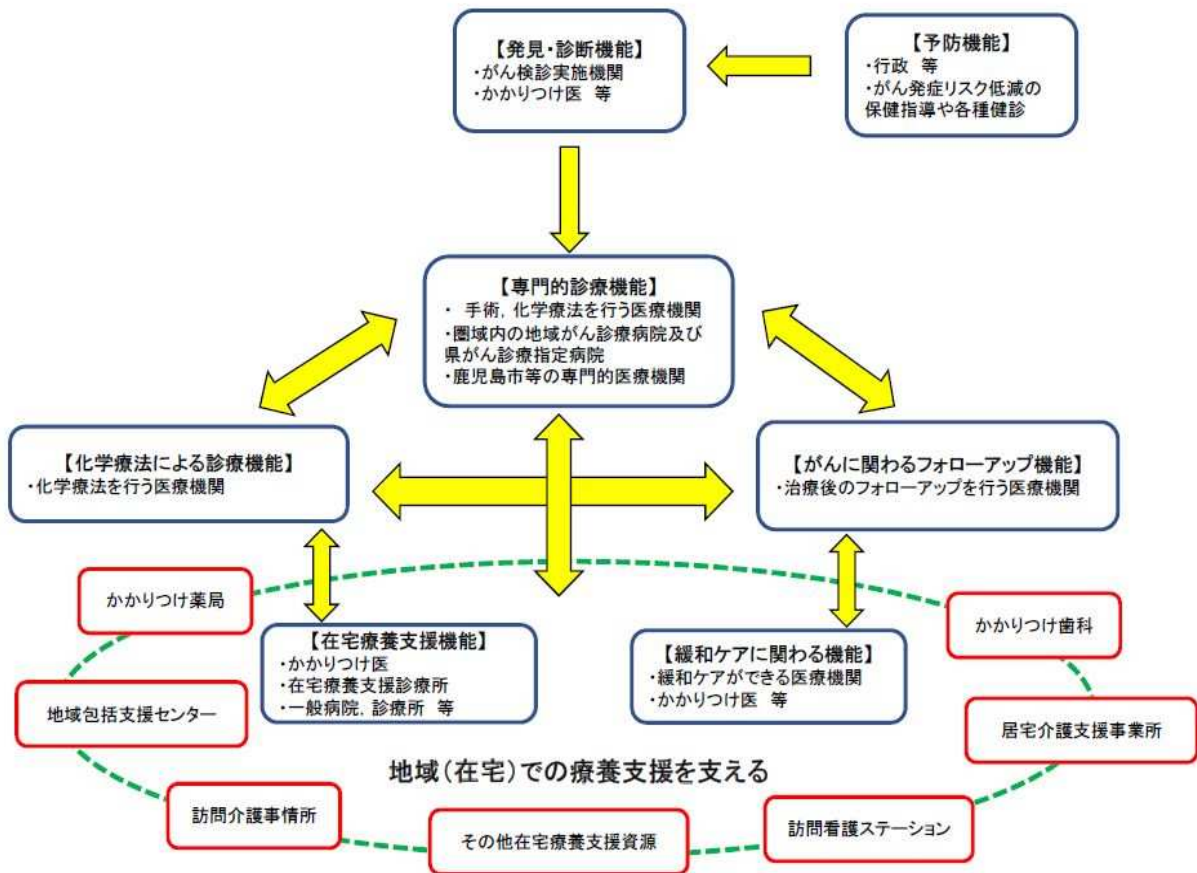 【発見・診断機能】
・がん検診実施機関
・かかりつけ医 等
【予防機能】
・行政 等
・がん発症リスク低減の
保健指導や各種健診
【専門的診療機能】
・ 手術, 化学療法を行う医療機関
・圏域内の地域がん診療病院及び
県がん診療指定病院
・鹿児島市等の専門的医療機関
【化学療法による診療機能】
・化学療法を行う医療機関
【がんに関わるフォローアップ機能】
・治療後のフォローアップを行う医療機関
かかりつけ薬局
かかりつけ歯科
【在宅療養支援機能】
・かかりつけ医
・在宅療養支援診療所
・一般病院, 診療所 等
【緩和ケアに関わる機能】
・緩和ケアができる医療機関
・かかりつけ医 等
地域包括支援センター
居宅介護支援事業所
地域(在宅)での療養支援を支える
訪問介護事情所
その他在宅療養支援資源
訪問看護ステーション